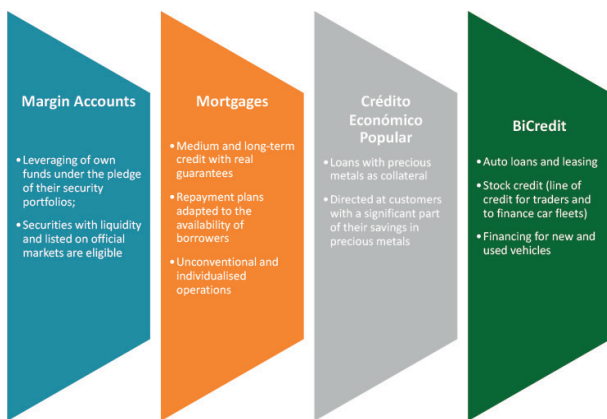 Margin Accounts
• Leveraging of own
funds under the pledge
of their security
portfolios;
• Securities with liquidity
and listed on official
markets are eligible
Mortgages
• Medium and long-term
credit with real
guarantees
• Repayment plans
adapted to the
availability of
borrowers
• Unconventional and
individualised
operations
Crédito
Económico
Popular
• Loans with precious
metals as collateral
• Directed at customers
with a significant part
of their savings in
precious metals
BiCredit
• Auto loans and leasing
• Stock credit (line of
credit for traders and
to finance car fleets)
• Financing for new and
used vehicles